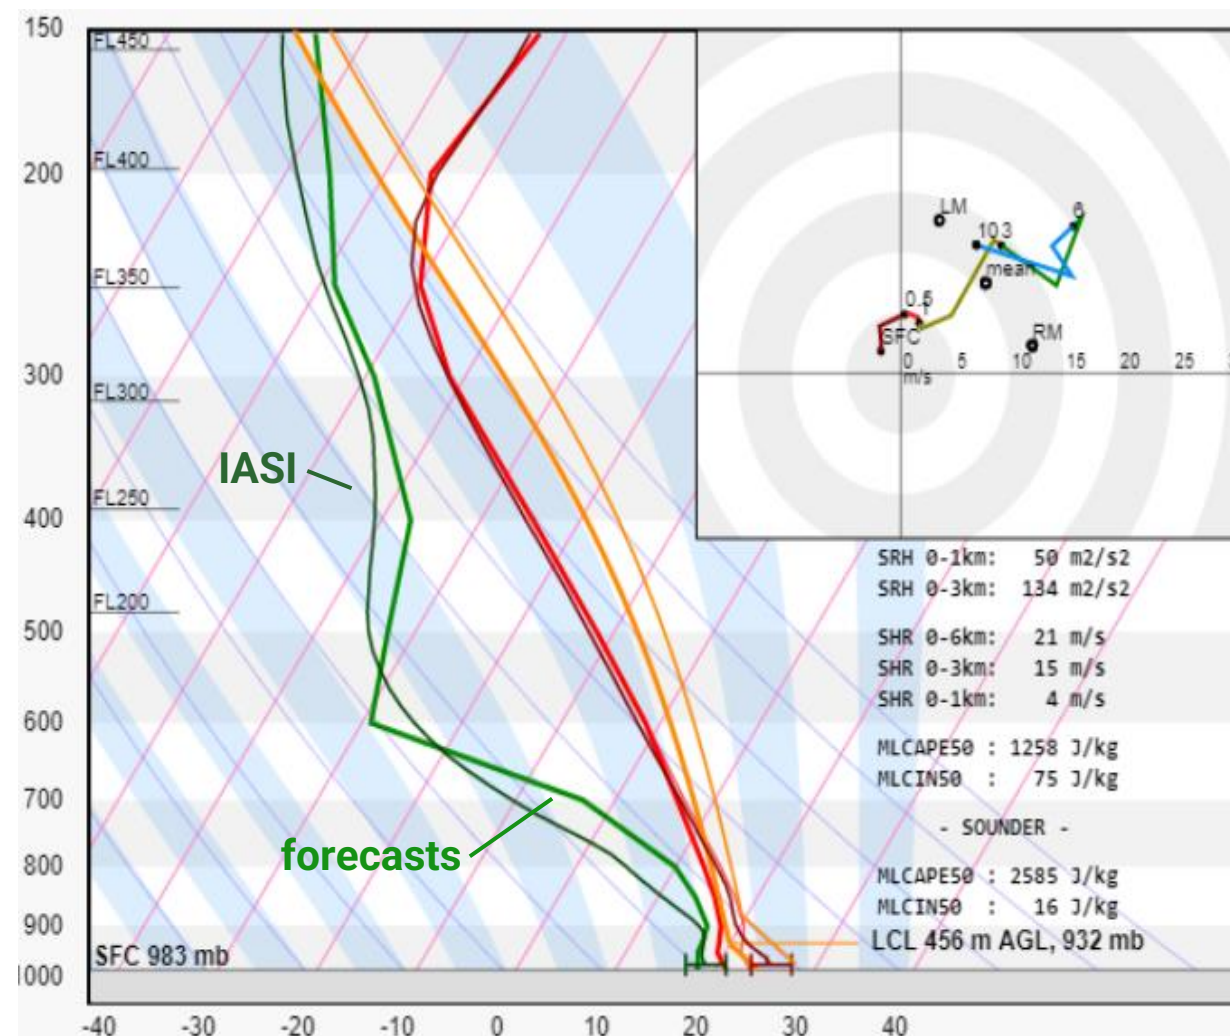 150
FL450
200
FL400
FL350
300
FL300
IASI
400
FL250
FL200
500
600
700
forecasts
800
900
SFC 983 mb
1000
-40 -30 -20 -10 0 10 20 30 40
LM
6
10 3
mean
0.5
1
SFC
RM
0 5 10 15 20 25
m/s
SRH 0-1km: 50 m2/s2
SRH 0-3km: 134 m2/s2
SHR 0-6km: 21 m/s
SHR 0-3km: 15 m/s
SHR 0-1km: 4 m/s
MLCAPE50 : 1258 J/kg
MLCIN50 : 75 J/kg
- SOUNDER -
MLCAPE50 : 2585 J/kg
MLCIN50 : 16 J/kg
LCL 456 m AGL, 932 mb